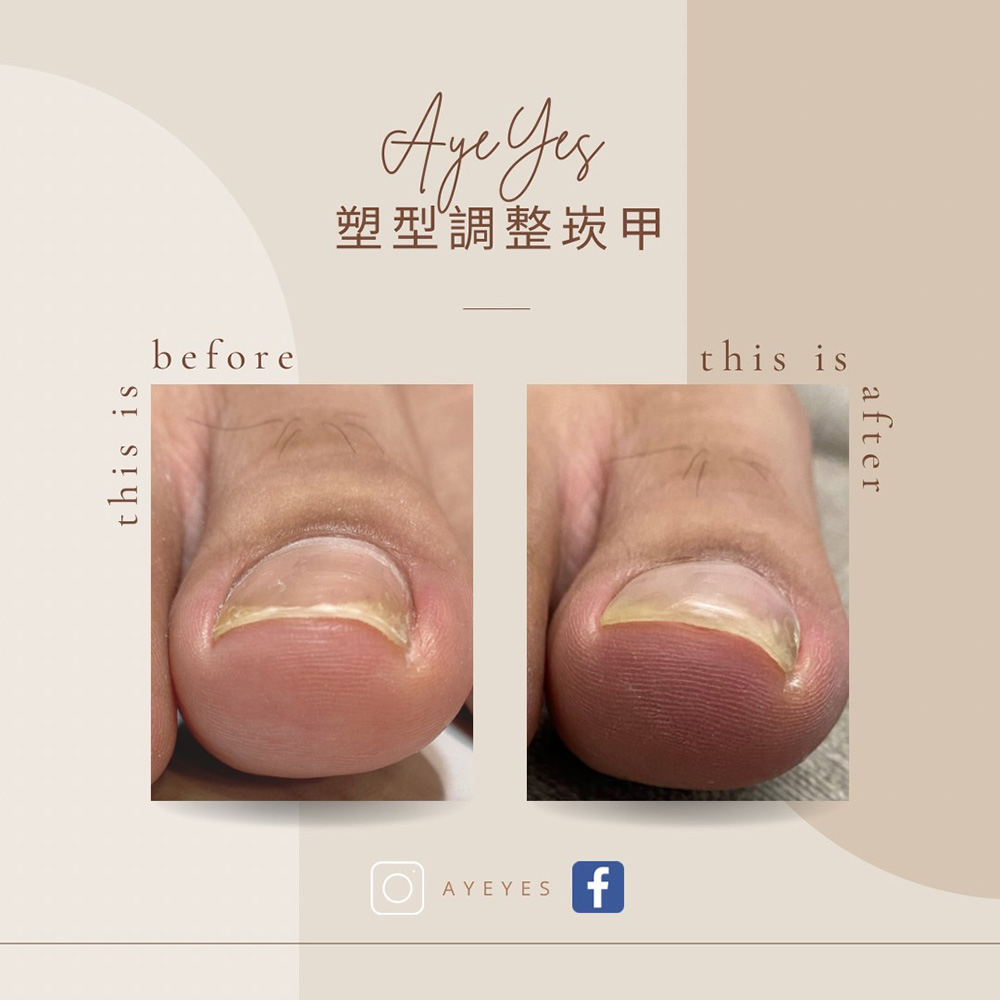 AyeYes
塑型調整崁甲
this is
before
this is
after
AYEYES